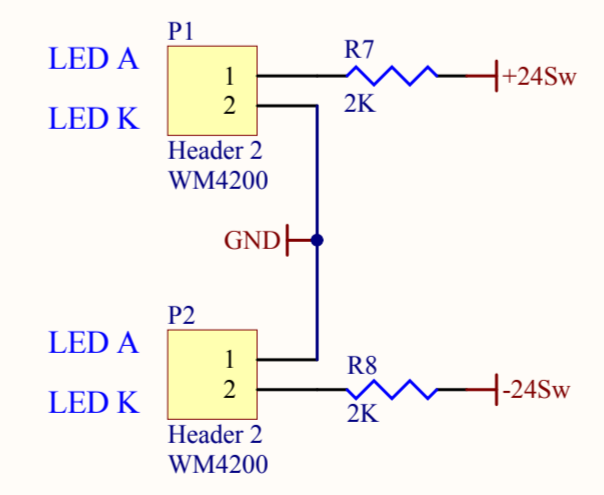 P1
LED A
1
R7
+24Sw
2
2K
LED K
Header 2
WM4200
GND
P2
LED A
1
R8
2
-24Sw
LED K
2K
Header 2
WM4200